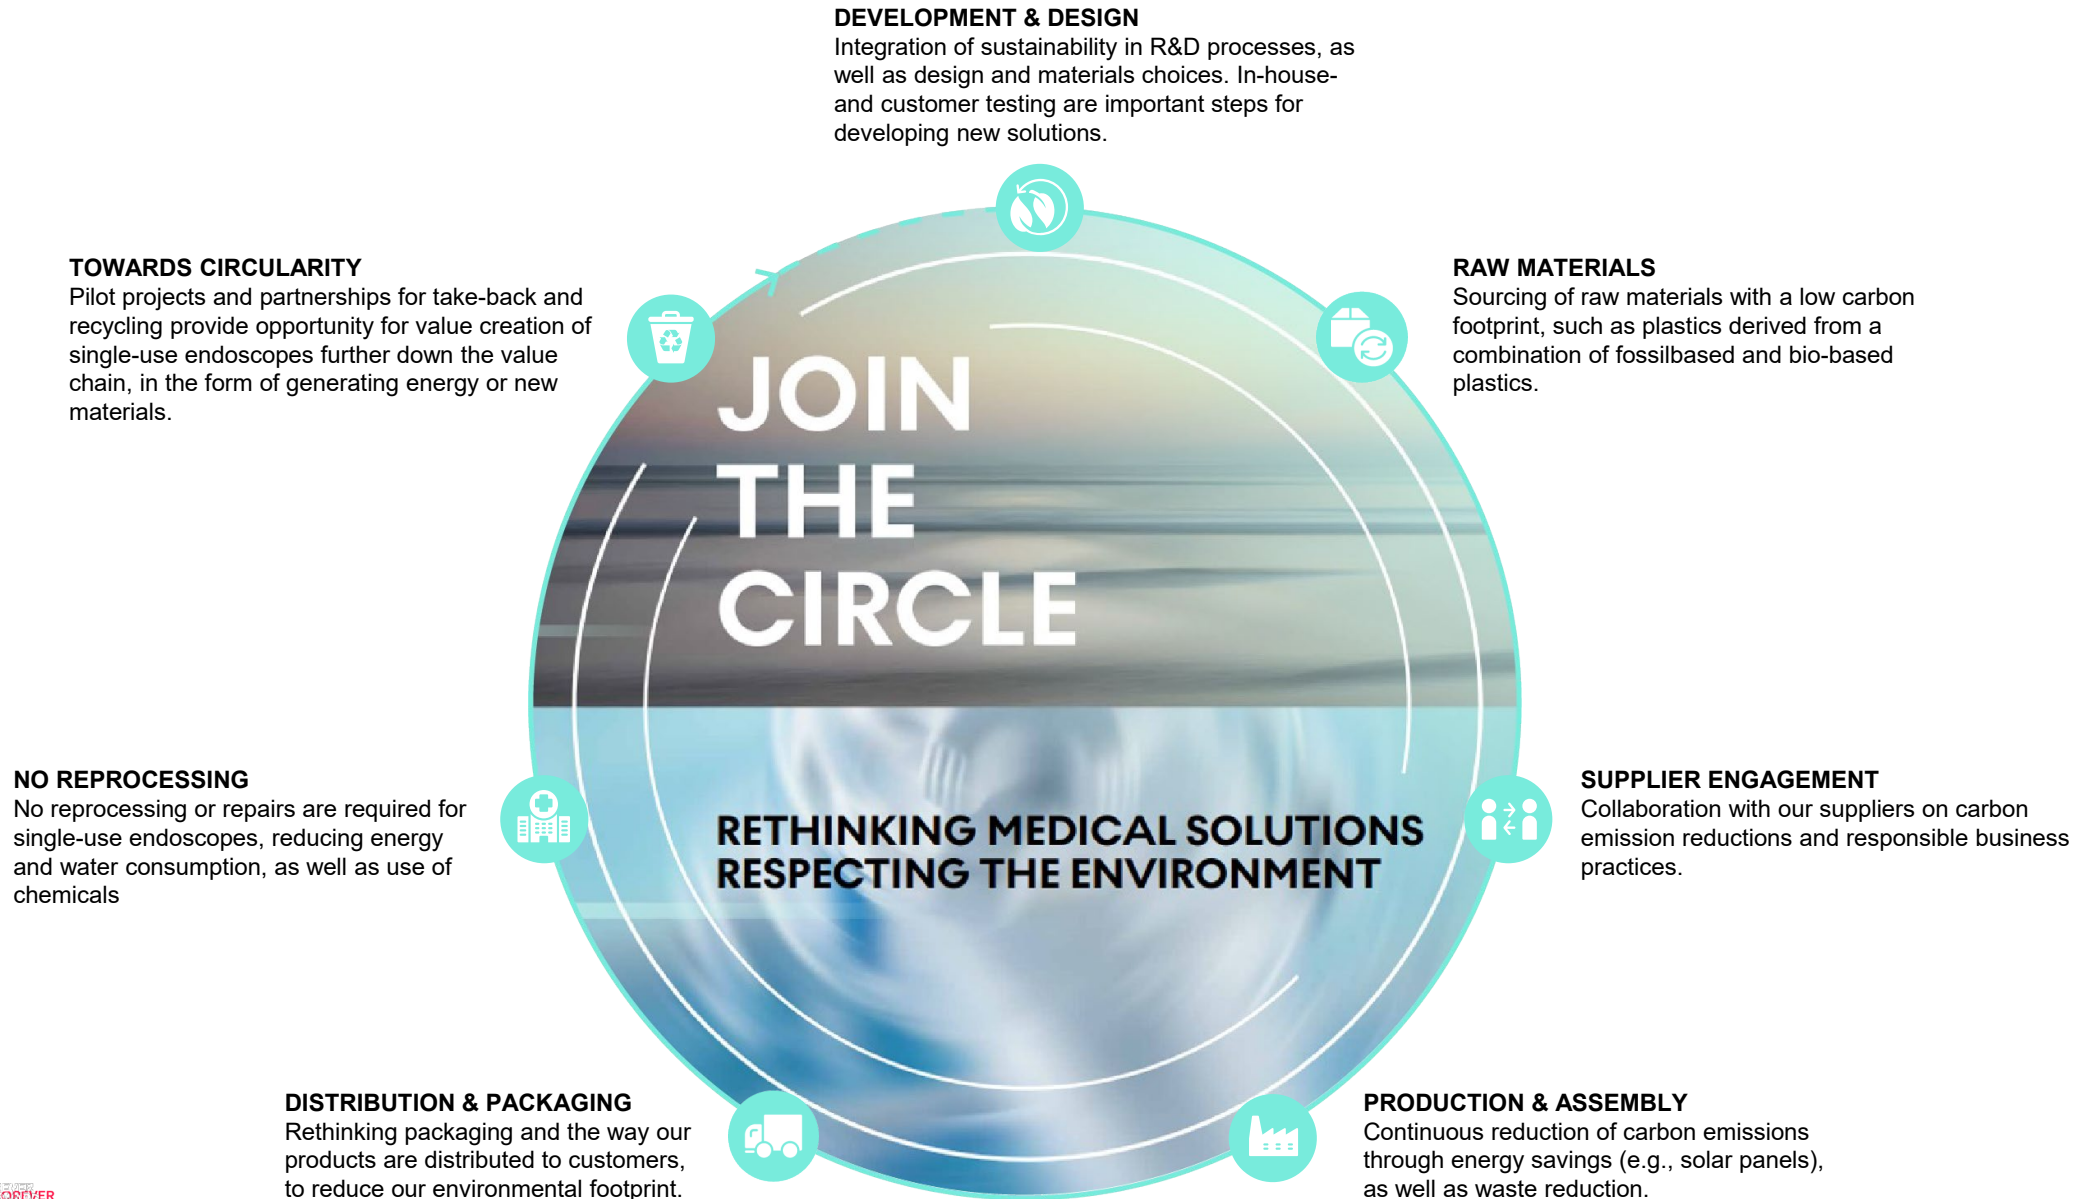 DEVELOPMENT & DESIGN
Integration of sustainability in R&D processes, as
well as design and materials choices. In-house-
and customer testing are important steps for
developing new solutions.
TOWARDS CIRCULARITY
Pilot projects and partnerships for take-back and
recycling provide opportunity for value creation of
single-use endoscopes further down the value
chain, in the form of generating energy or new
materials.
RAW MATERIALS
Sourcing of raw materials with a low carbon
footprint, such as plastics derived from a
combination of fossilbased and bio-based
plastics.
JOIN
THE
CIRCLE
RETHINKING MEDICAL SOLUTIONS
RESPECTING THE ENVIRONMENT
NO REPROCESSING
No reprocessing or repairs are required for
single-use endoscopes, reducing energy
and water consumption, as well as use of
chemicals
SUPPLIER ENGAGEMENT
Collaboration with our suppliers on carbon
emission reductions and responsible business
practices.
DISTRIBUTION & PACKAGING
Rethinking packaging and the way our
products are distributed to customers,
to reduce our environmental footprint.
PRODUCTION & ASSEMBLY
Continuous reduction of carbon emissions
through energy savings (e.g., solar panels),
as well as waste reduction.